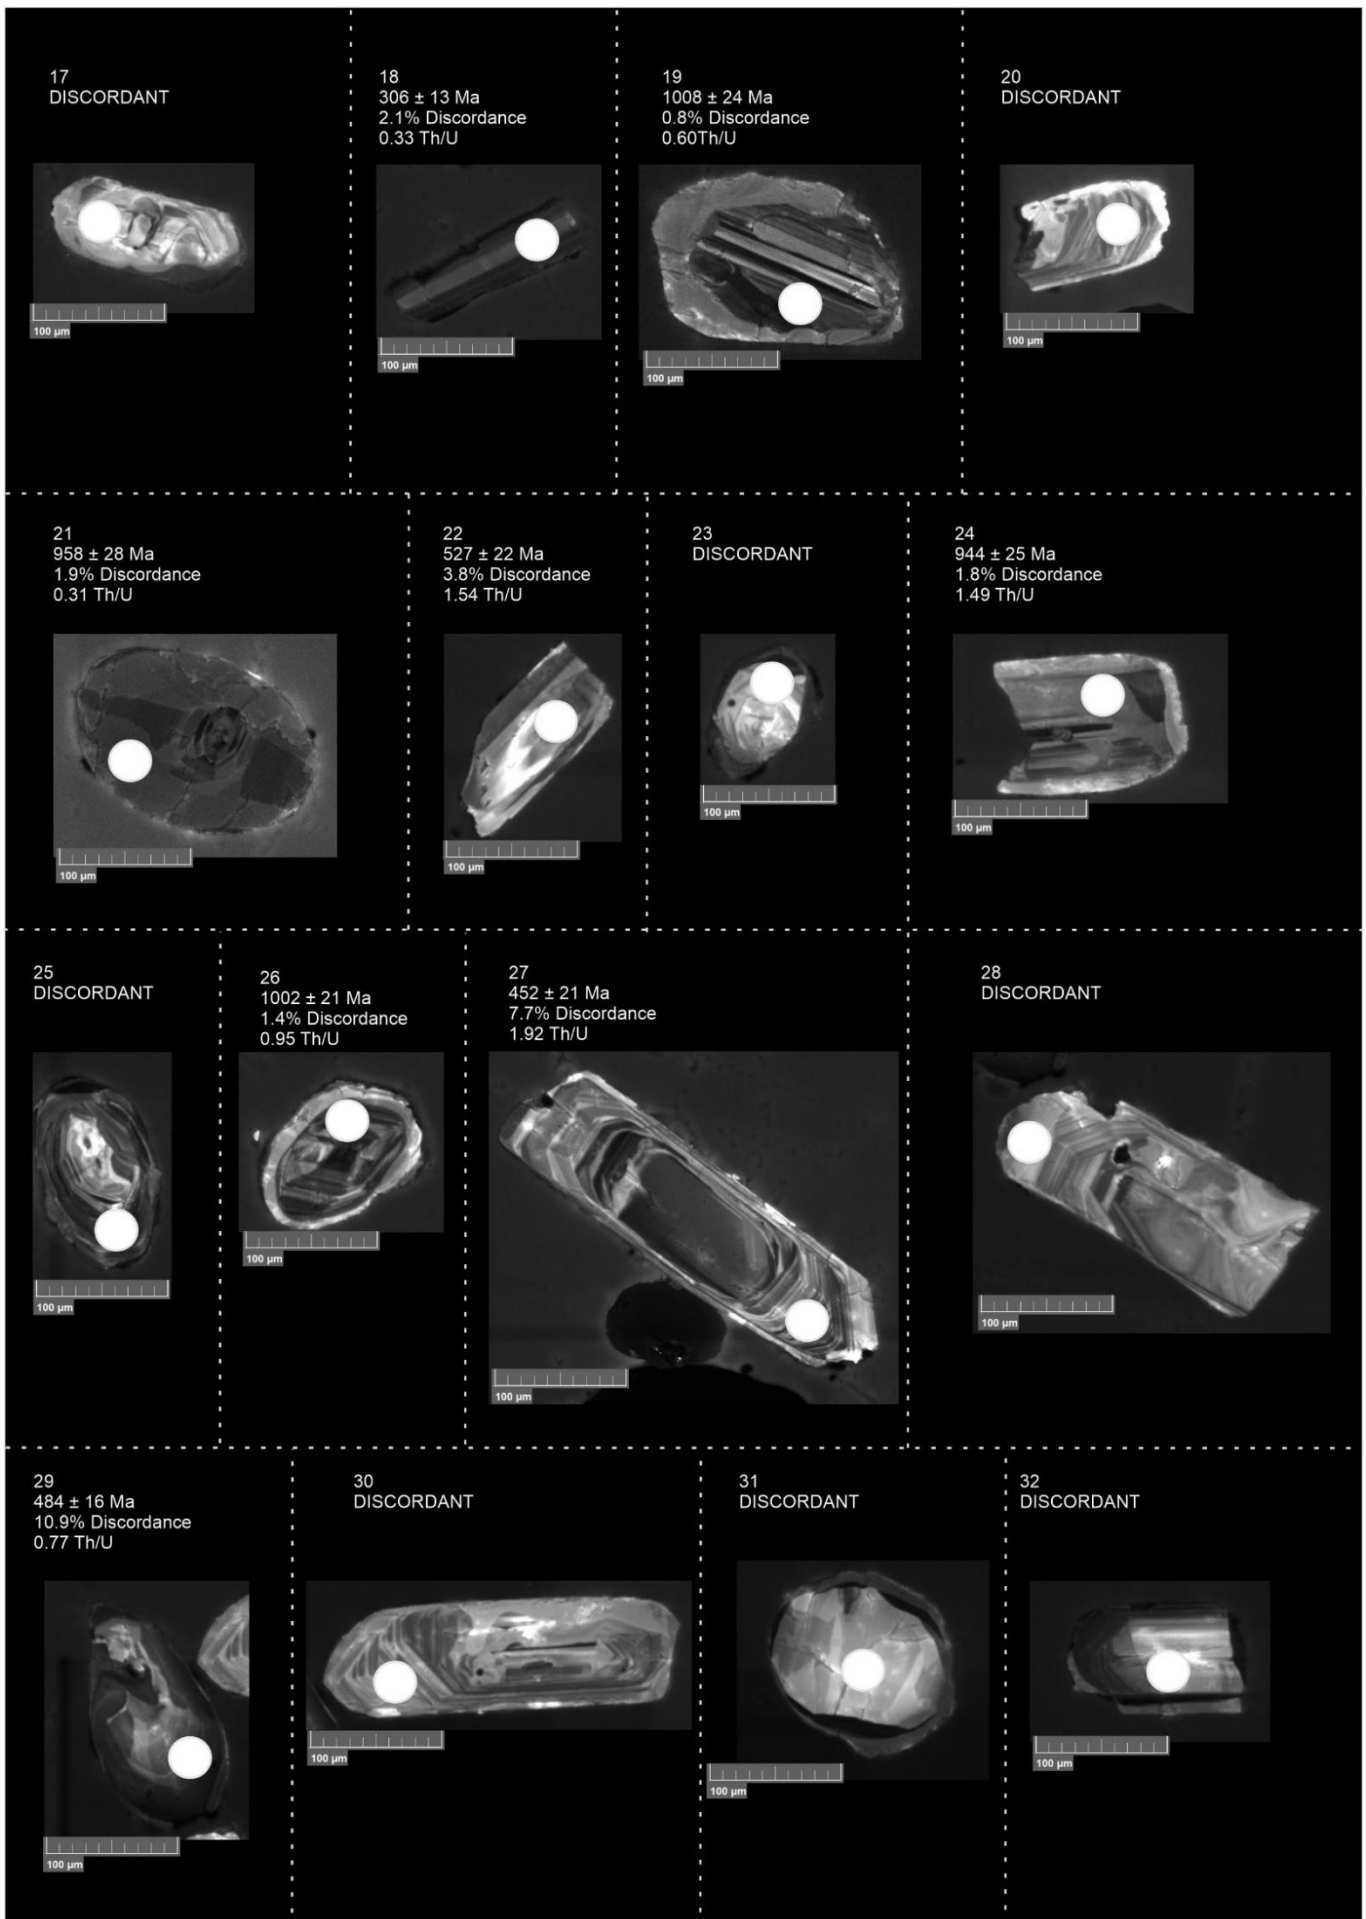 17
DISCORDANT
18
306 ± 13 Ma
2.1% Discordance
0.33 Th/U
19
1008 ± 24 Ma
0.8% Discordance
0.60Th/U
20
DISCORDANT
100 µm
100 µm
100 µm
100 µm
21
958 ± 28 Ma
1.9% Discordance
0.31 Th/U
22
527 ± 22 Ma
3.8% Discordance
1.54 Th/U
23
DISCORDANT
24
944 ± 25 Ma
1.8% Discordance
1.49 Th/U
100 µm
100 µm
100 µm
100 µm
25
DISCORDANT
26
1002 ± 21 Ma
1.4% Discordance
0.95 Th/U
27
452 ± 21 Ma
7.7% Discordance
1.92 Th/U
28
DISCORDANT
100 µm
100 µm
100 µm
100 µm
29
484 ± 16 Ma
10.9% Discordance
0.77 Th/U
30
DISCORDANT
31
DISCORDANT
32
DISCORDANT
100 µm
100 µm
100 µm
100 µm